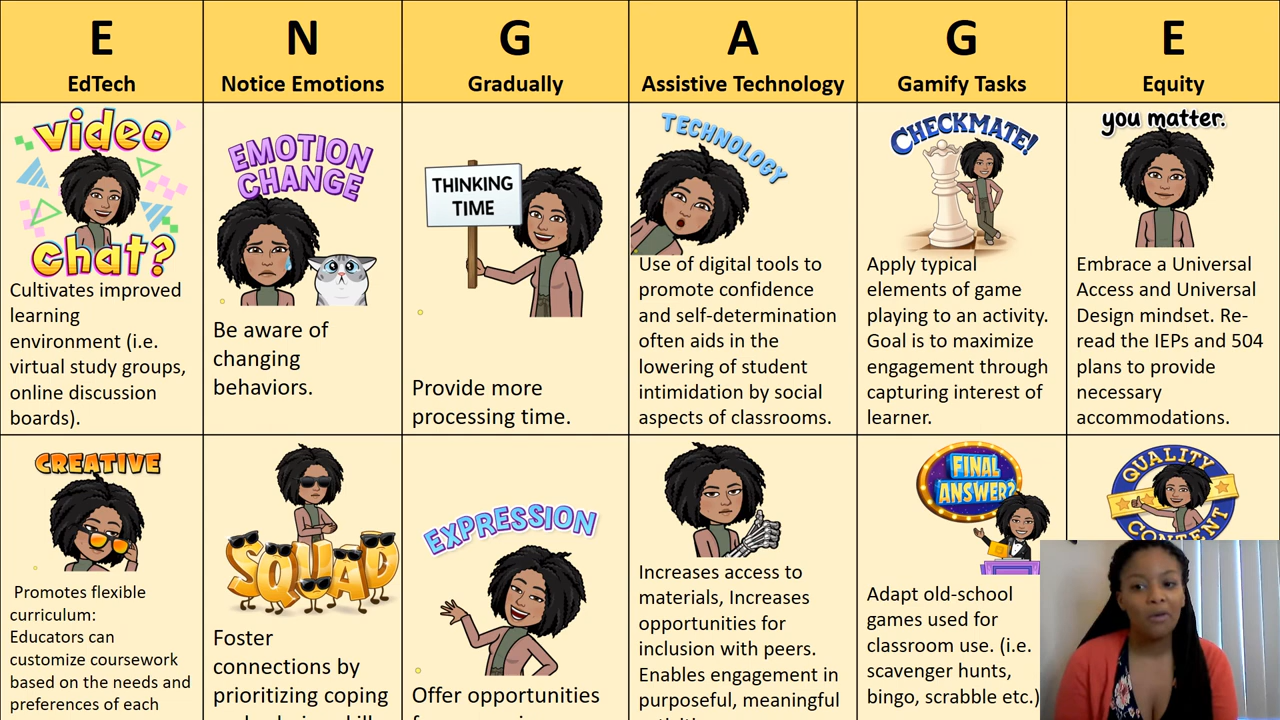 E
EdTech
N
Notice Emotions
G
Gradually
A
Assistive Technology
G
Gamify Tasks
E
Equity
video
chat?
Cultivates improved
learning
environment (i.e.
virtual study groups,
online discussion
boards).
EMOTION
CHANGE
Be aware of
changing
behaviors.
THINKING
TIME
Provide more
processing time.
TECHNOLOGY
Use of digital tools to
promote confidence
and self-determination
often aids in the
lowering of student
intimidation by social
aspects of classrooms.
CHECKMATE!
Apply typical
elements of game
playing to an activity.
Goal is to maximize
engagement through
capturing interest of
learner.
you matter.
Embrace a Universal
Access and Universal
Design mindset. Re-
read the IEPs and 504
plans to provide
necessary
accommodations.
CREATIVE
Promotes flexible
curriculum:
Educators can
customize coursework
based on the needs and
preferences of each
SQUAD
Foster
connections by
prioritizing coping
EXPRESSION
Offer opportunities
Increases access to
materials, Increases
opportunities for
inclusion with peers.
Enables engagement in
purposeful, meaningful
FINAL
ANSWER?
Adapt old-school
games used for
classroom use. (i.e.
scavenger hunts,
bingo, scrabble etc.)
QUALITY
CONTENT